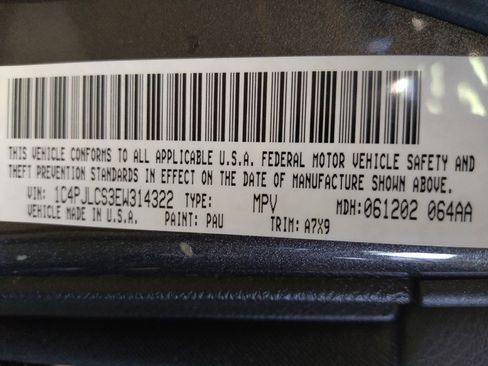 THIS VEHICLE CONFORMS TO ALL APPLICABLE U.S.A. FEDERAL MOTOR VEHICLE SAFETY AND
THEFT PREVENTION STANDARDS IN EFFECT ON THE DATE OF MANUFACTURE SHOWN ABOVE.
VIN: 1C4PJLCS3EW314322 TYPE: MPV MDH: 061202 064AA
VEHICLE MADE IN U.S.A. PAINT: PAU TRIM: A7X9